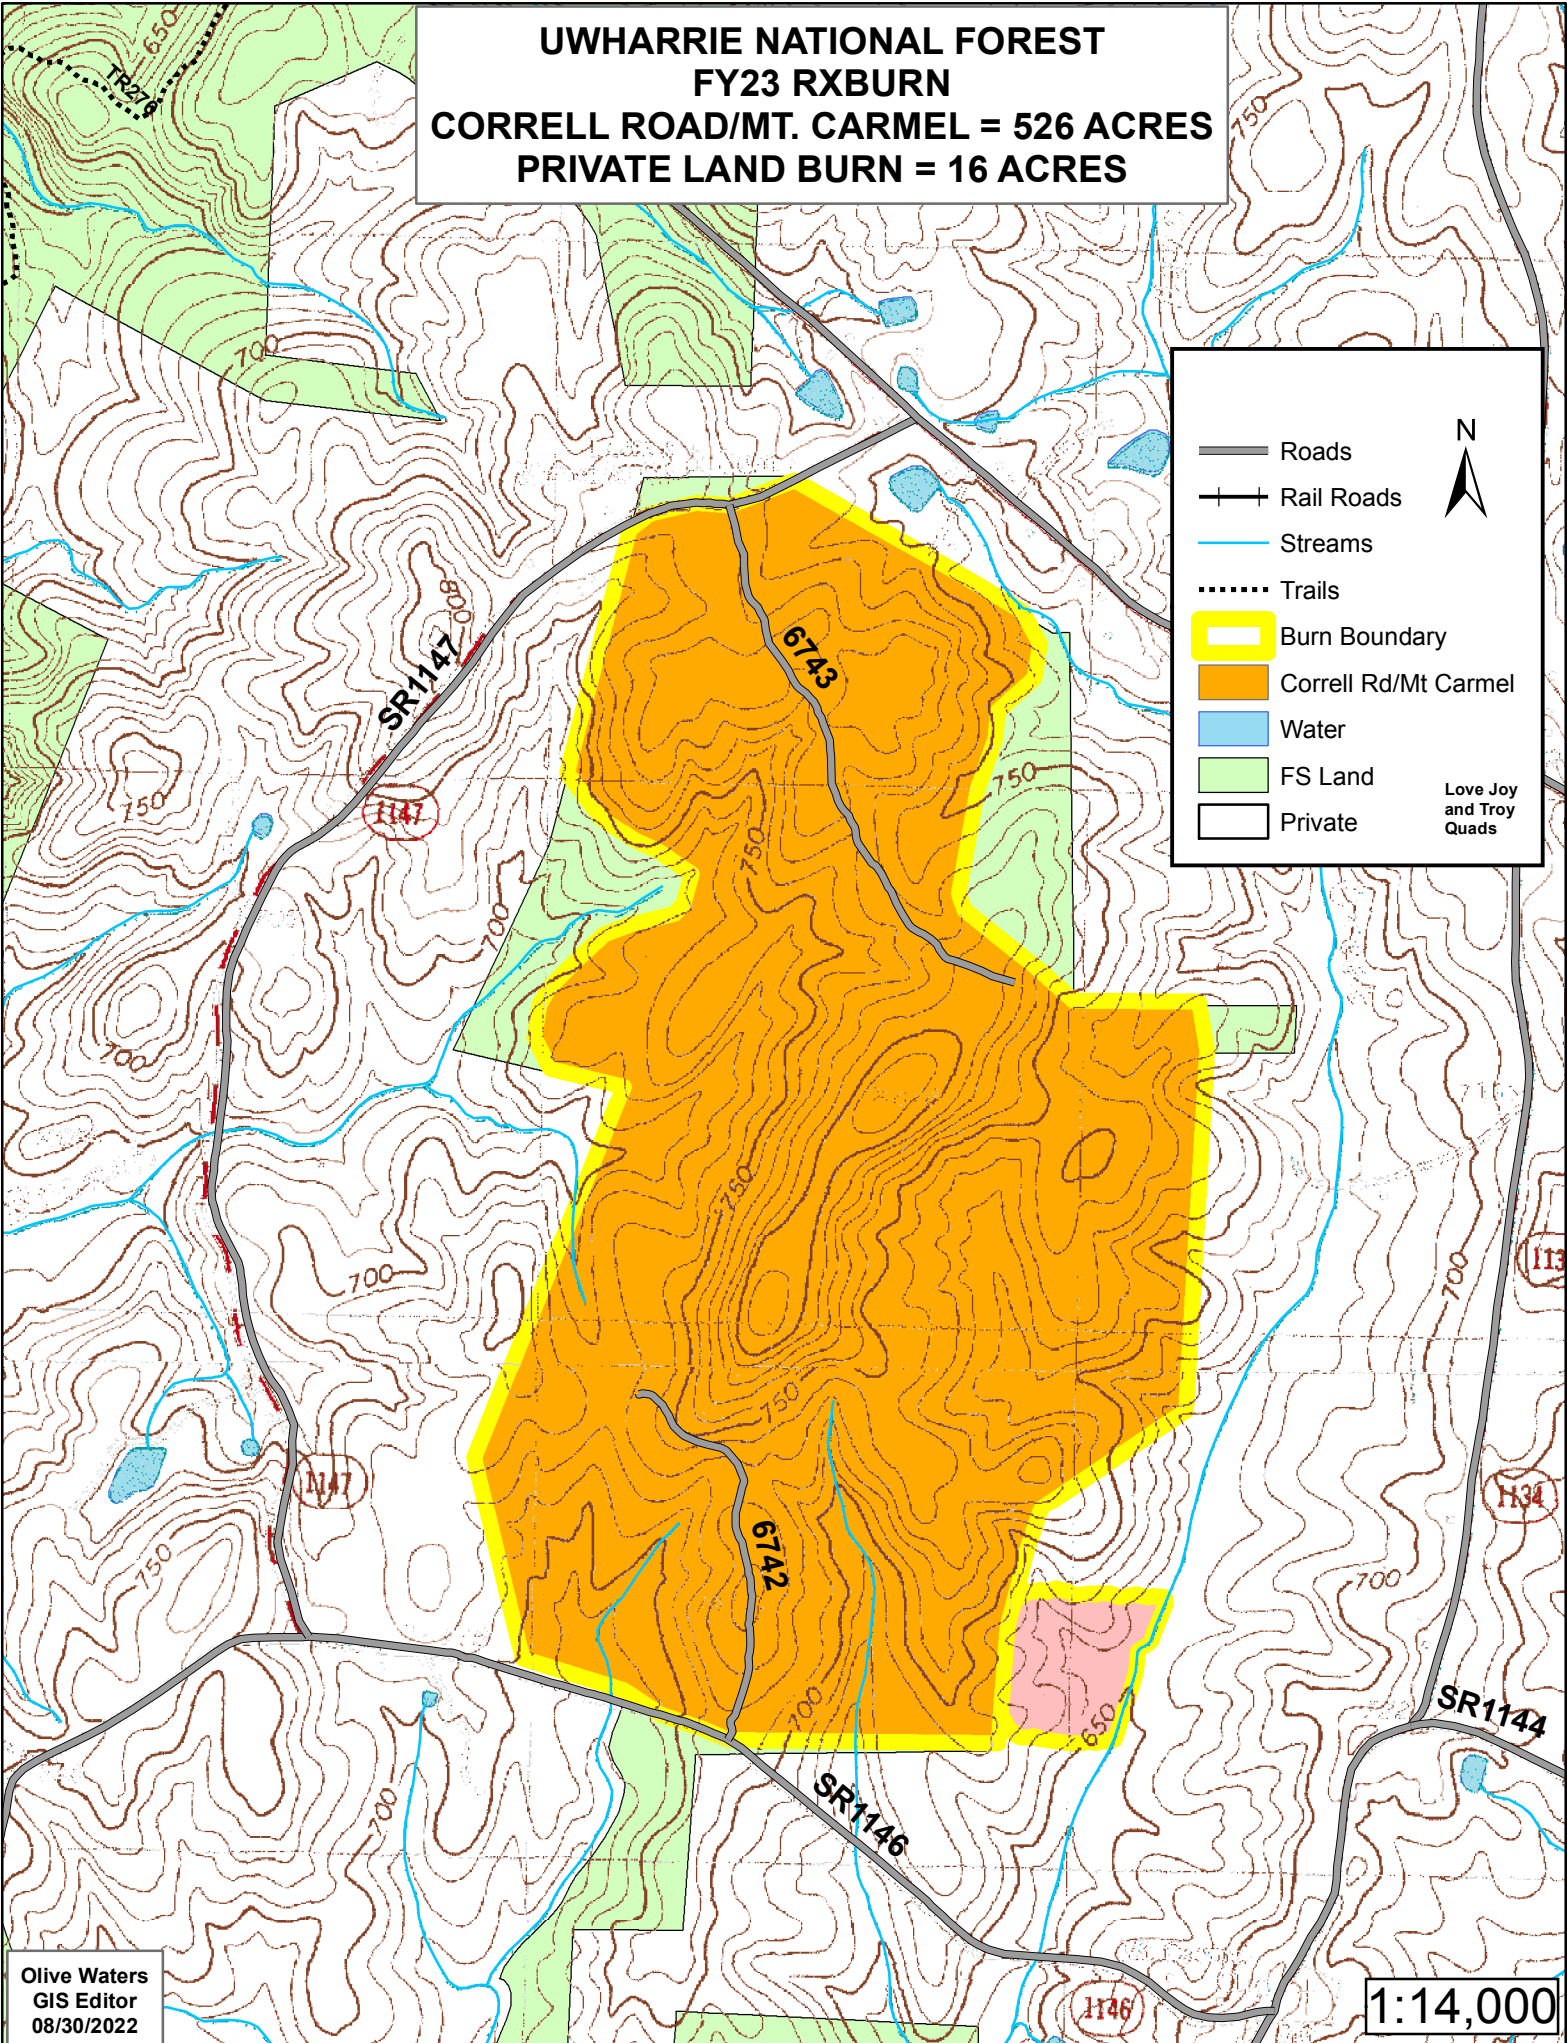 UWHARRIE NATIONAL FOREST
FY23 RXBURN
CORRELL ROAD/MT. CARMEL = 526 ACRES
PRIVATE LAND BURN = 16 ACRES
650
TR276
750
700
N
Roads
Rail Roads
Streams
Trails
Burn Boundary
Correll Rd/Mt Carmel
Water
FS Land
Private
Love Joy
and Troy
Quads
800
SR1147
6743
750
750
1147
750
700
700
750
700
700
113
750
1147
1134
6742
750
700
700
650
SR1144
SR1146
700
Olive Waters
GIS Editor
08/30/2022
1146
1:14,000